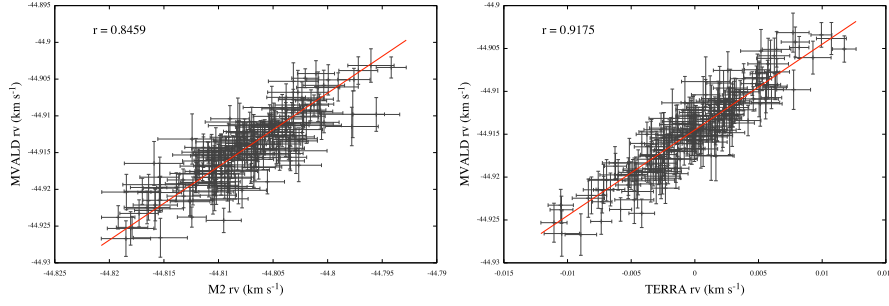 -44.895
-44.9
-44.905
-44.91
-44.915
-44.92
-44.925
-44.93
MVALD rv (km s⁻¹)
r = 0.8459
-44.825 -44.82 -44.815 -44.81 -44.805 -44.8 -44.795 -44.79
M2 rv (km s⁻¹)
-44.9
-44.905
-44.91
-44.915
-44.92
-44.925
-44.93
MVALD rv (km s⁻¹)
r = 0.9175
-0.015 -0.01 -0.005 0 0.005 0.01
TERRA rv (km s⁻¹)